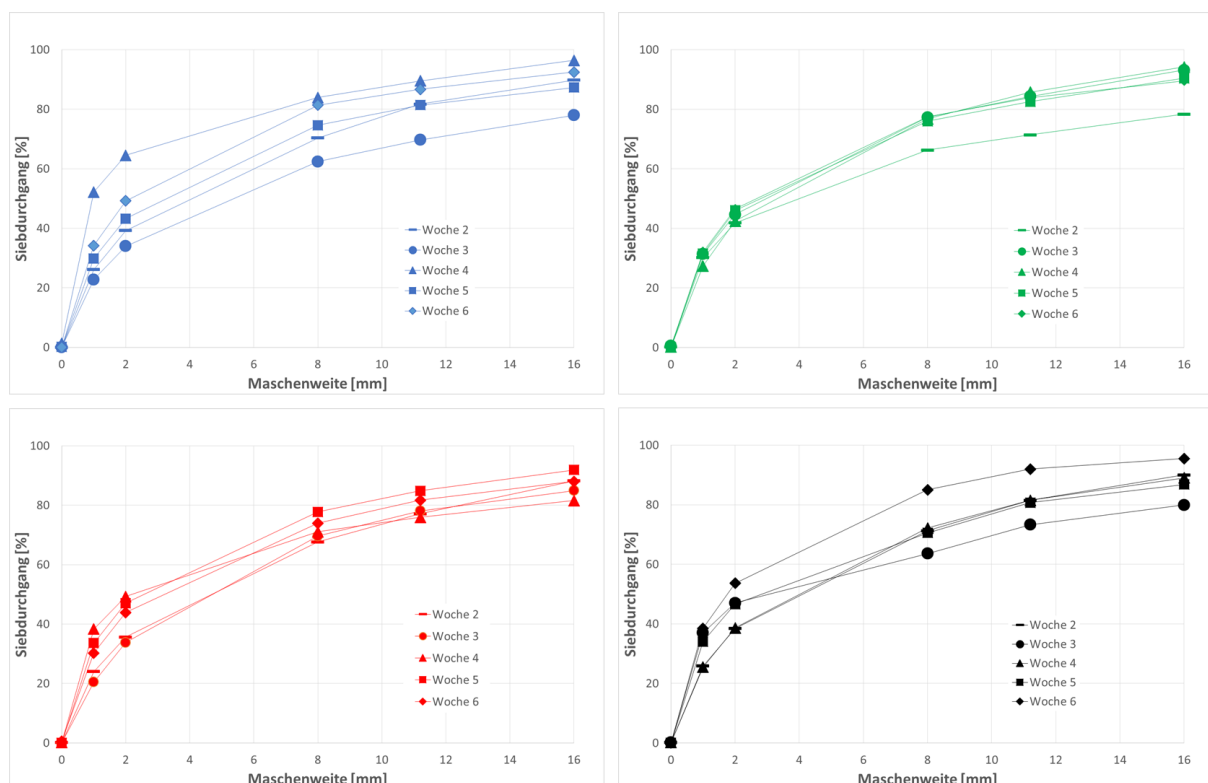 100
80
60
40
20
0
Siebdurchgang [%]
Woche 2
Woche 3
Woche 4
Woche 5
Woche 6
0 2 4 6 8 10 12 14 16
Maschenweite [mm]
100
80
60
40
20
0
Siebdurchgang [%]
Woche 2
Woche 3
Woche 4
Woche 5
Woche 6
0 2 4 6 8 10 12 14 16
Maschenweite [mm]
100
80
60
40
20
0
Siebdurchgang [%]
Woche 2
Woche 3
Woche 4
Woche 5
Woche 6
0 2 4 6 8 10 12 14 16
Maschenweite [mm]
100
80
60
40
20
0
Siebdurchgang [%]
Woche 2
Woche 3
Woche 4
Woche 5
Woche 6
0 2 4 6 8 10 12 14 16
Maschenweite [mm]